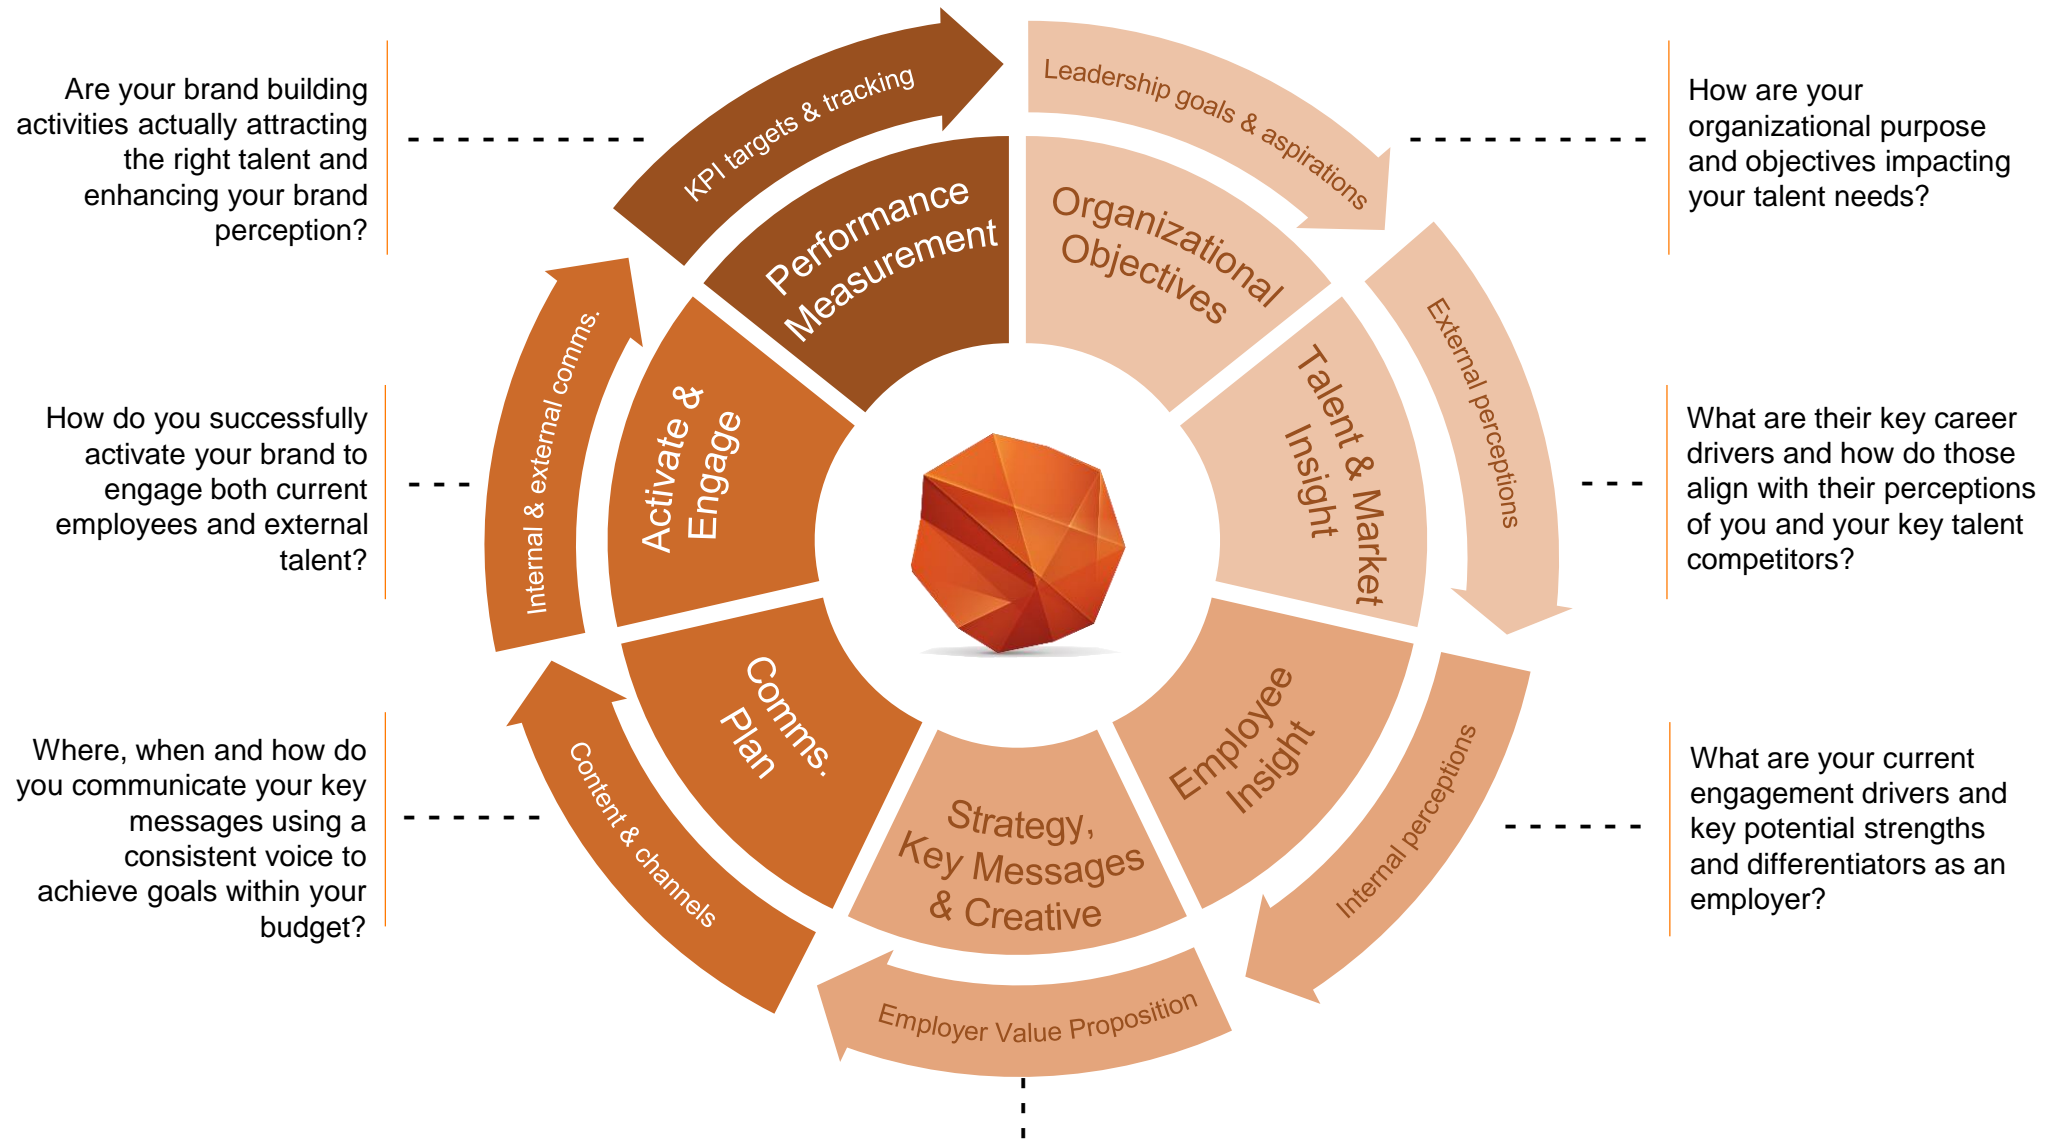 Are your brand building
activities actually attracting
the right talent and
enhancing your brand
perception?
KPI targets & tracking
Leadership goals & aspirations
How are your
organizational purpose
and objectives impacting
your talent needs?
Performance
Measurement
Organizational
Objectives
How do you successfully
activate your brand to
engage both current
employees and external
talent?
Internal & external comms.
Activate &
Engage
Talent & Market
Insight
External perceptions
What are their key career
drivers and how do those
align with their perceptions
of you and your key talent
competitors?
Where, when and how do
you communicate your key
messages using a
consistent voice to
achieve goals within your
budget?
Content & channels
Comms.
Plan
Strategy,
Key Messages
& Creative
Employee
Insight
Internal perceptions
What are your current
engagement drivers and
key potential strengths
and differentiators as an
employer?
Employer Value Proposition